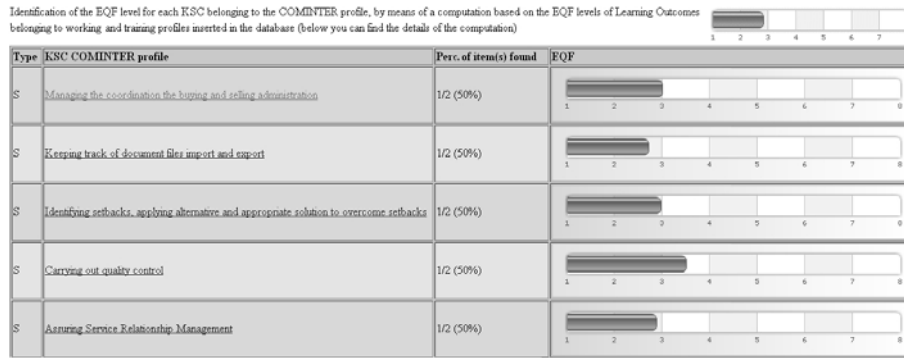 Identification of the EQF level for each KSC belonging to the COMINTER profile, by means of a computation based on the EQF levels of Learning Outcomes
belonging to working and training profiles inserted in the database (below you can find the details of the computation)
1 2 3 4 5 6 7
Type KSC COMINTER profile Perc. of item(s) found EQF
S Managing the coordination the buying and selling administration 1/2 (50%)
1 2 3 4 5 6 7 8
S Keeping track of document files import and export 1/2 (50%)
1 2 3 4 5 6 7 8
S Identifying setbacks, applying alternative and appropriate solution to overcome setbacks 1/2 (50%)
1 2 3 4 5 6 7 8
S Carrying out quality control 1/2 (50%)
1 2 3 4 5 6 7 8
S Assuring Service Relationship Management 1/2 (50%)
1 2 3 4 5 6 7 8